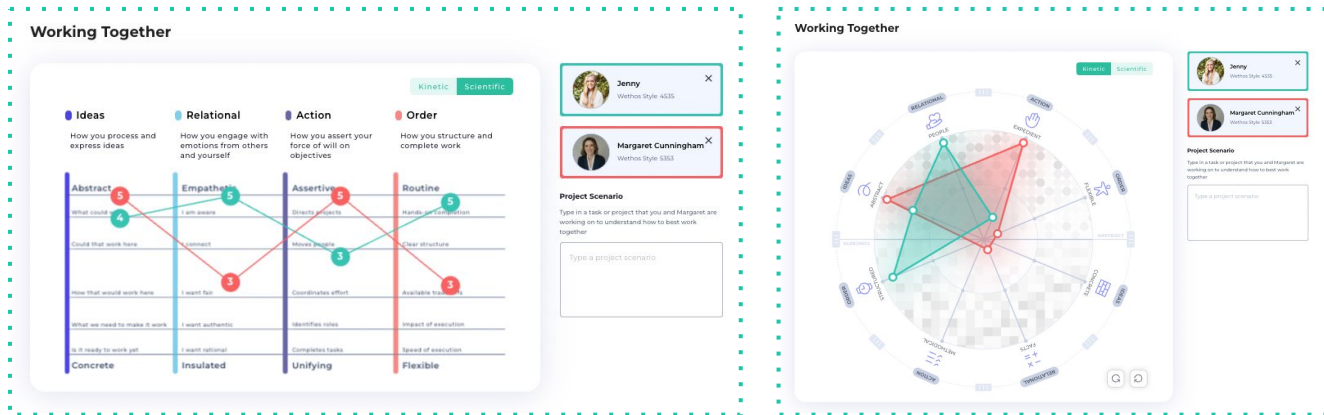 Working Together
Kinetic Scientific
Ideas
How you process and
express ideas
Relational
How you engage with
emotions from others
and yourself
Action
How you assert your
force of will on
objectives
Order
How you structure and
complete work
Abstract
Empathetic
Assertive
Routine
5
5
5
5
4
3
3
3
What could
I am aware
Directs projects
Hands-on completion
Could that work here
I connect
Moves people
Clear structure
How that would work here
I want fair
Coordinates effort
Available
What we need to make it work
I want authentic
Identifies roles
Impact of execution
Is it ready to work yet
I want rational
Completes tasks
Speed of execution
Concrete
Insulated
Unifying
Flexible
Jenny
Wethos Style 4535
Margaret Cunningham
Wethos Style 5353
Project Scenario
Type in a task or project that you and Margaret are
working on to understand how to best work
together
Type a project scenario
Working Together
Kinetic Scientific
RELATIONAL
ACTION
PEOPLE
EXPEDIENT
IDEAS
ORDER
ABSTRACT
FLEXIBLE
STRUCTURED
CONCRETE
ORDER
IDEAS
METHODICAL
FACTS
ACTION
RELATIONAL
Jenny
Wethos Style 4535
Margaret Cunningham
Wethos Style 5353
Project Scenario
Type in a task or project that you and Margaret are
working on to understand how to best work
together
Type a project scenario